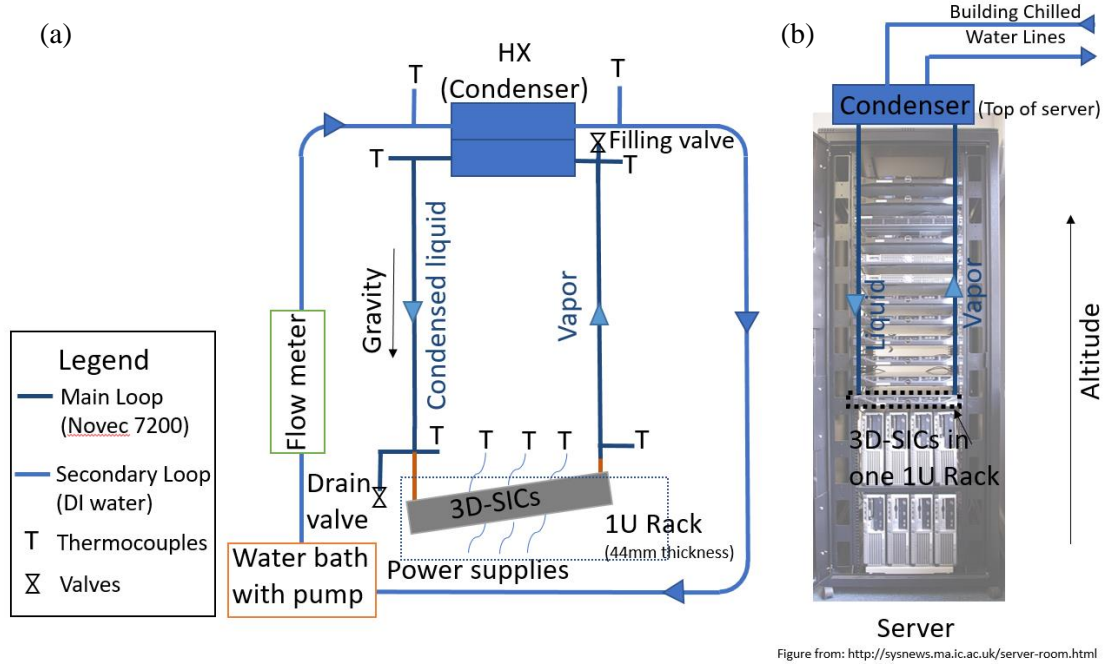 (a)
T
HX
(Condenser)
T
Filling valve
T
T
Gravity
Condensed liquid
Vapor
Flow meter
Legend
Main Loop
(Novec 7200)
Secondary Loop
(DI water)
T Thermocouples
Valves
T
T T T
T
Drain
valve
3D-SICs
1U Rack
(44mm thickness)
Power supplies
Water bath
with pump
(b)
Building Chilled
Water Lines
Condenser (Top of server)
Liquid
Vapor
Altitude
3D-SICs in
one 1U Rack
Server
Figure from: http://sysnews.ma.ic.ac.uk/server-room.html